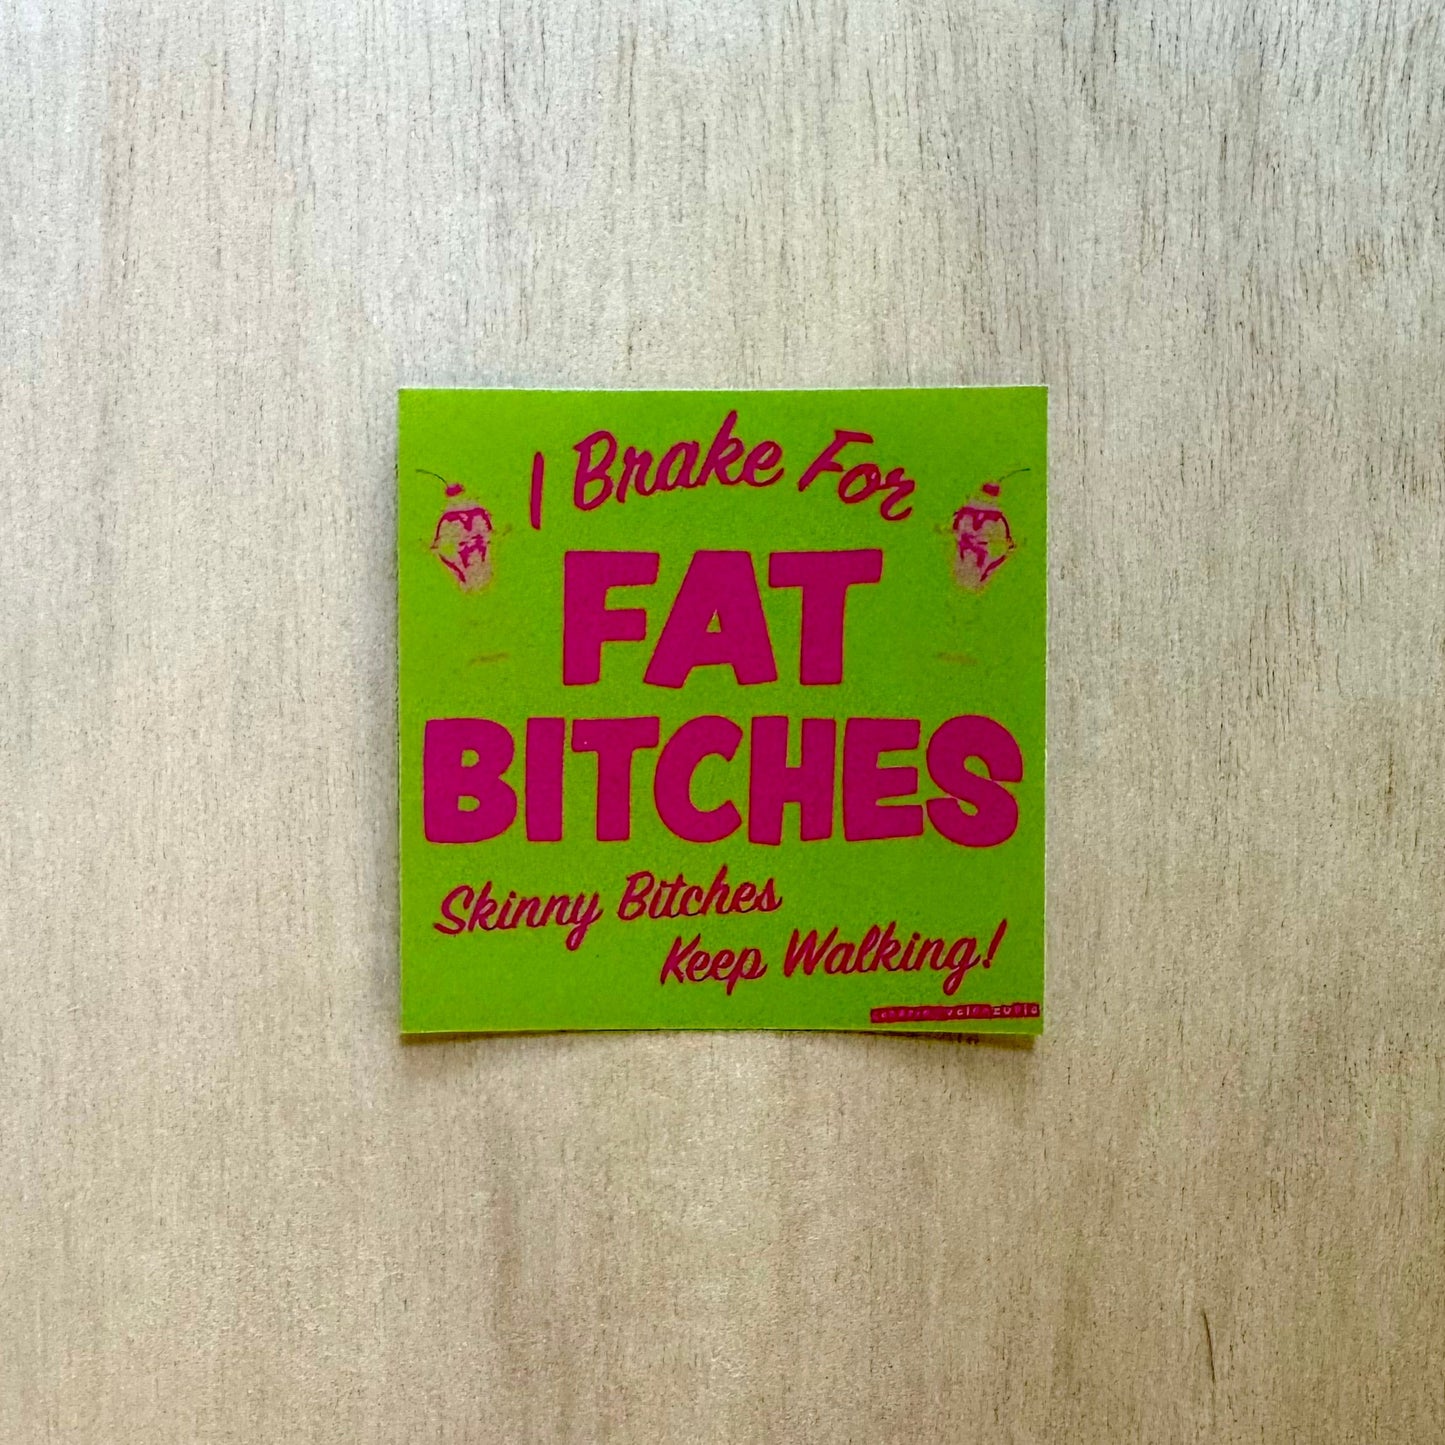 I Brake For
FAT
BITCHES
Skinny Bitches
Keep Walking!